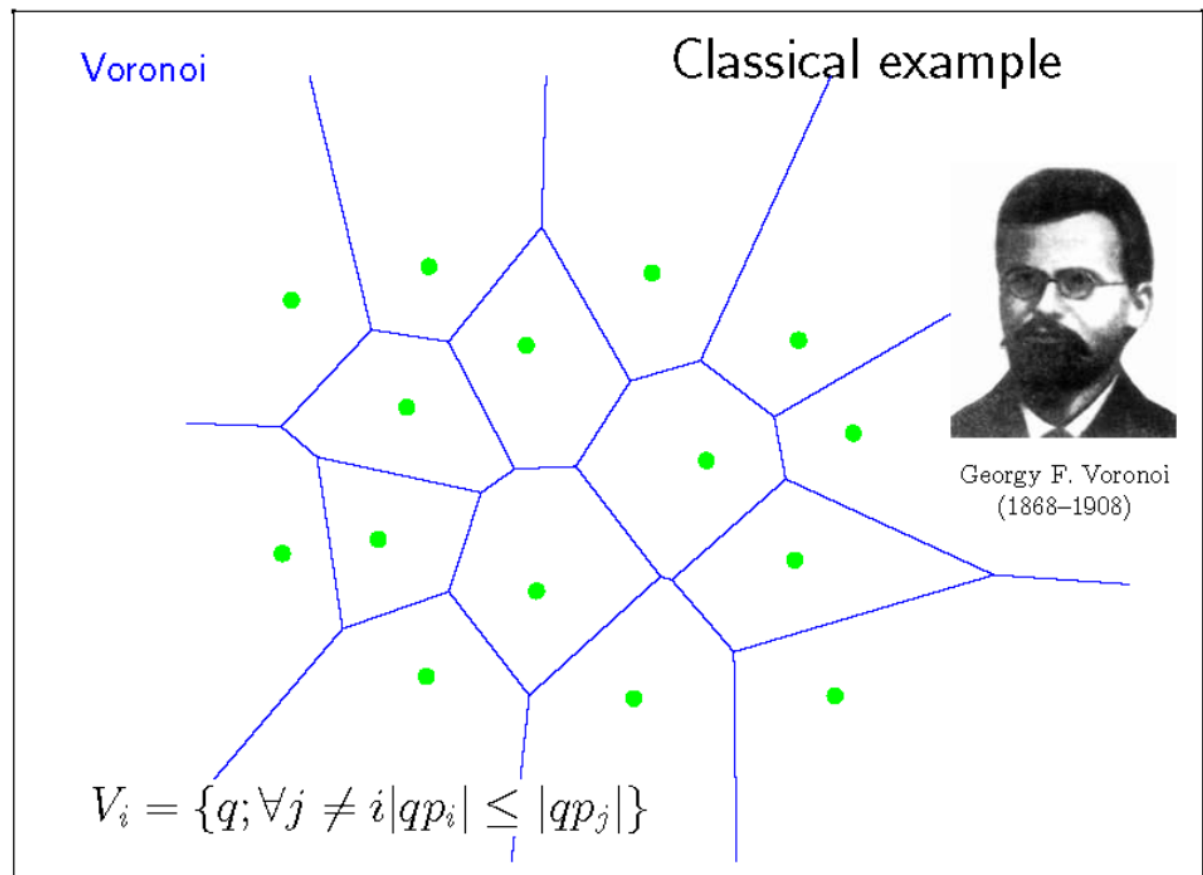 Voronoi
Classical example
Georgy F. Voronoi
(1868–1908)
V_i = {q; ∀j ≠ i|qp_i| ≤ |qp_j|}